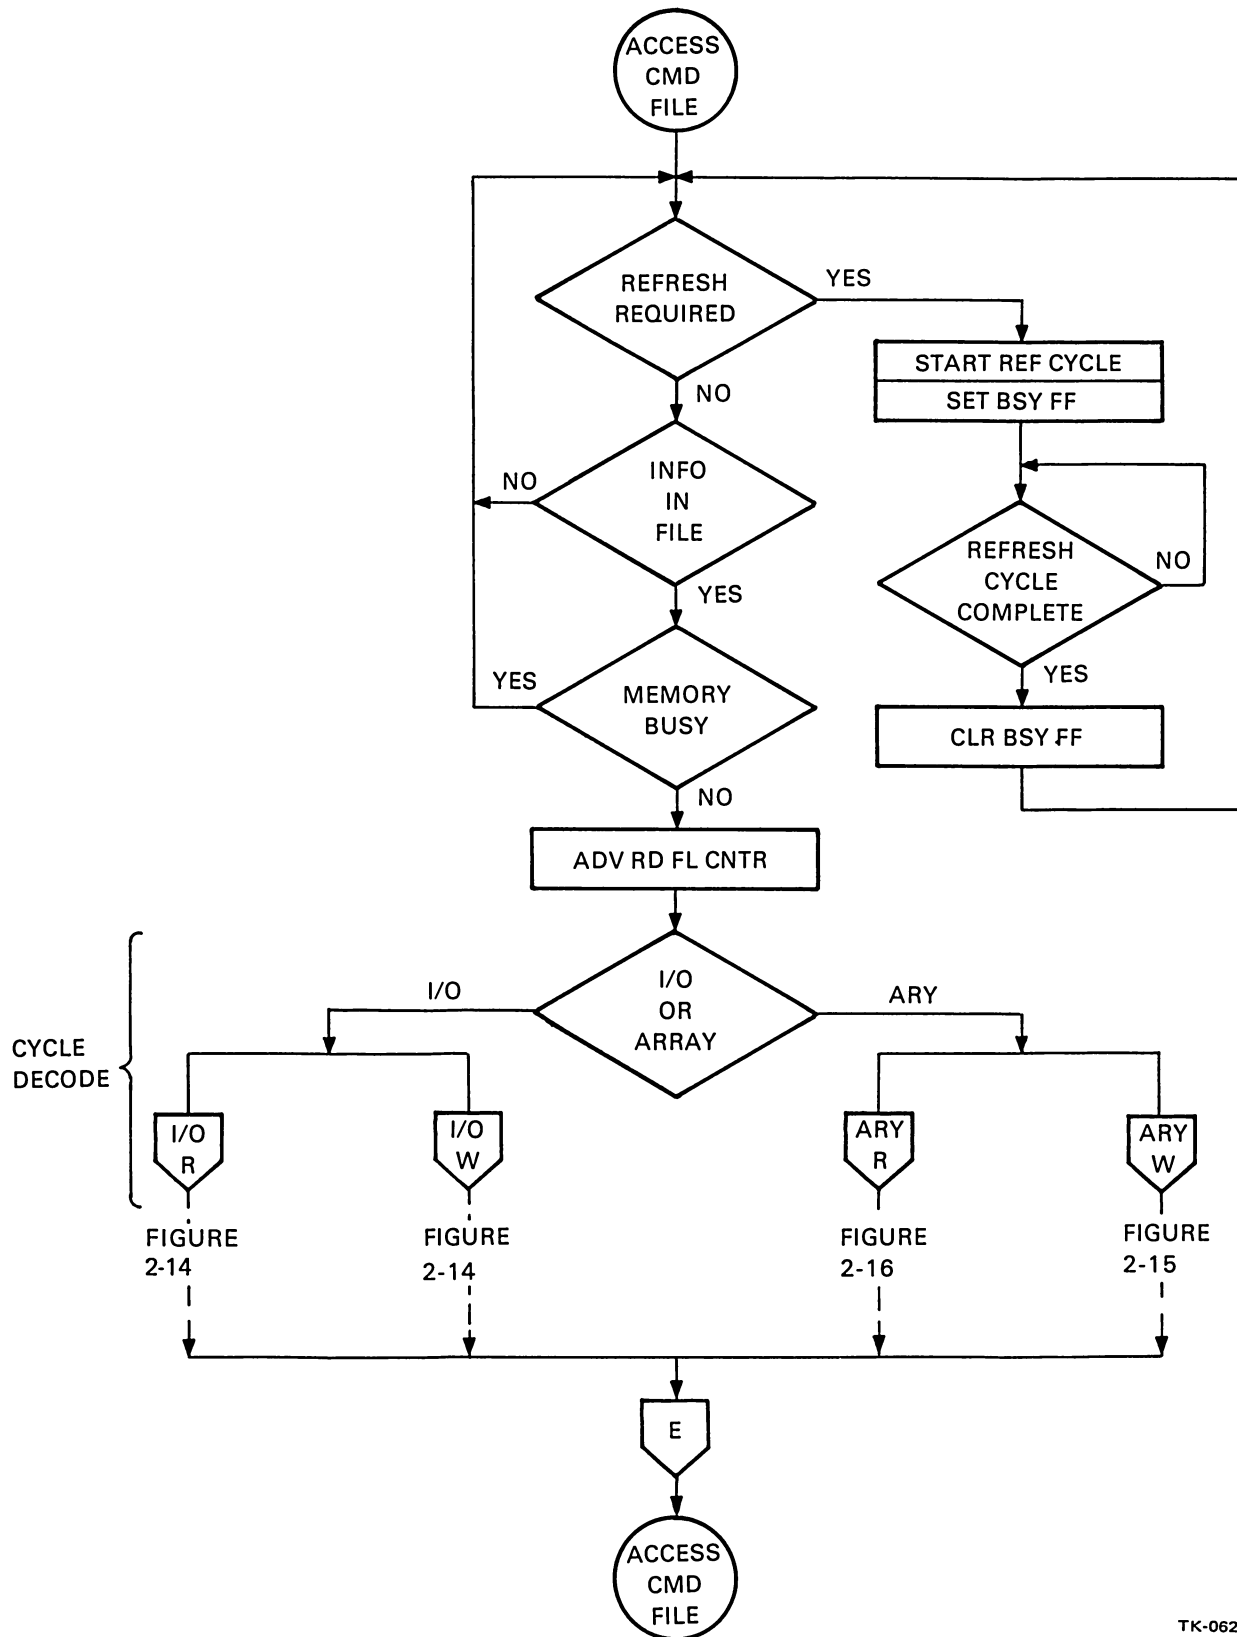 ACCESS
CMD
FILE
REFRESH
REQUIRED
YES
START REF CYCLE
SET BSY FF
NO
INFO
IN
FILE
NO
REFRESH
CYCLE
COMPLETE
NO
YES
MEMORY
BUSY
YES
YES
CLR BSY FF
NO
ADV RD FL CNTR
I/O
OR
ARRAY
I/O
ARY
CYCLE
DECODE
I/O
R
I/O
W
ARY
R
ARY
W
FIGURE
2-14
FIGURE
2-14
FIGURE
2-16
FIGURE
2-15
E
ACCESS
CMD
FILE
TK-062